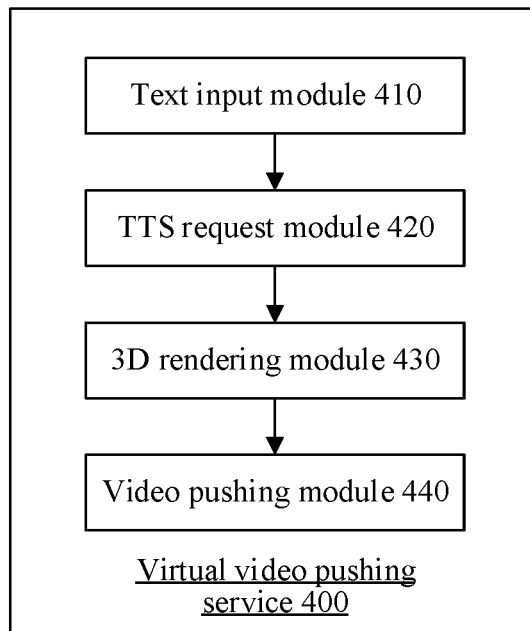 Text input module 410
TTS request module 420
3D rendering module 430
Video pushing module 440
Virtual video pushing
service 400